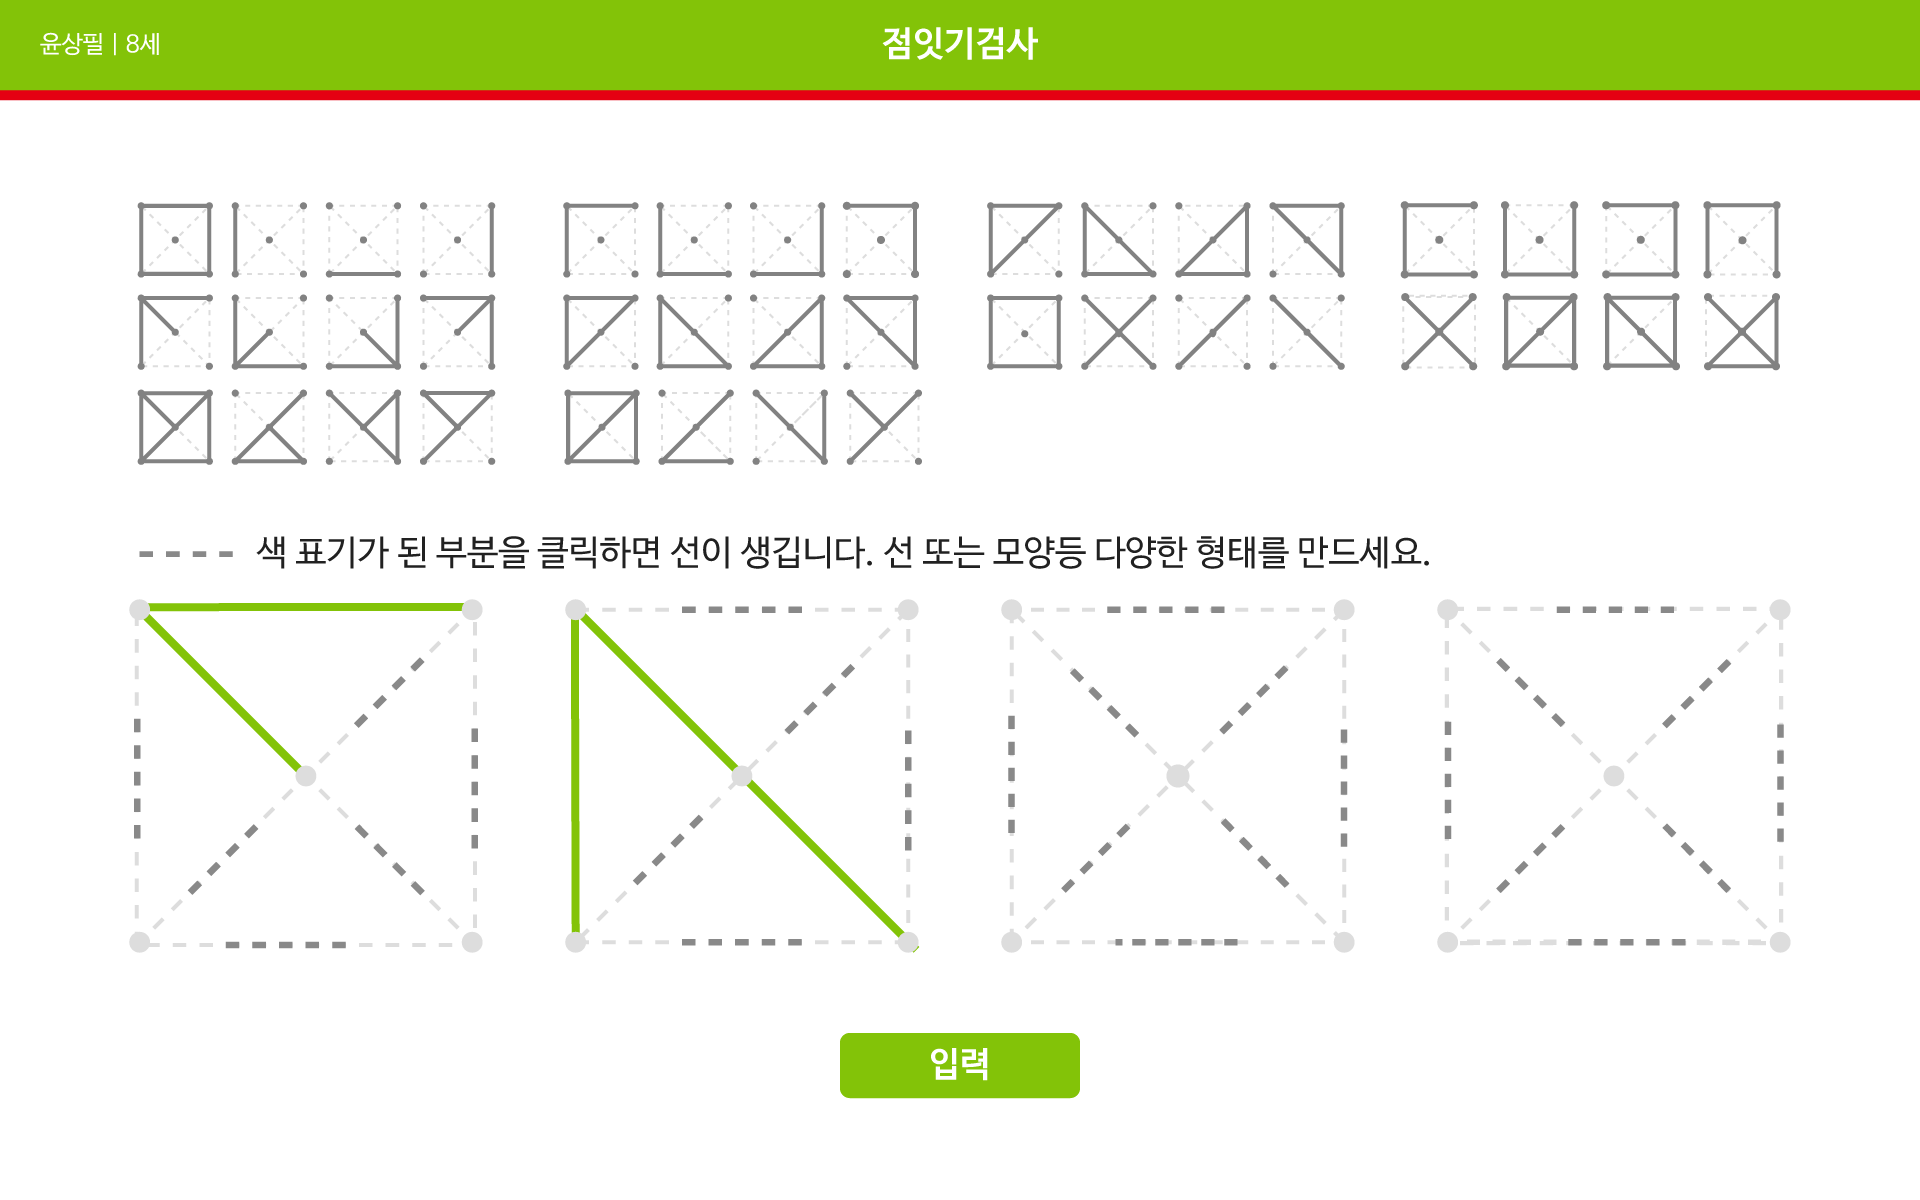 윤상필 | 8세
점잇기검사
색 표기가 된 부분을 클릭하면 선이 생깁니다. 선 또는 모양등 다양한 형태를 만드세요.
입력